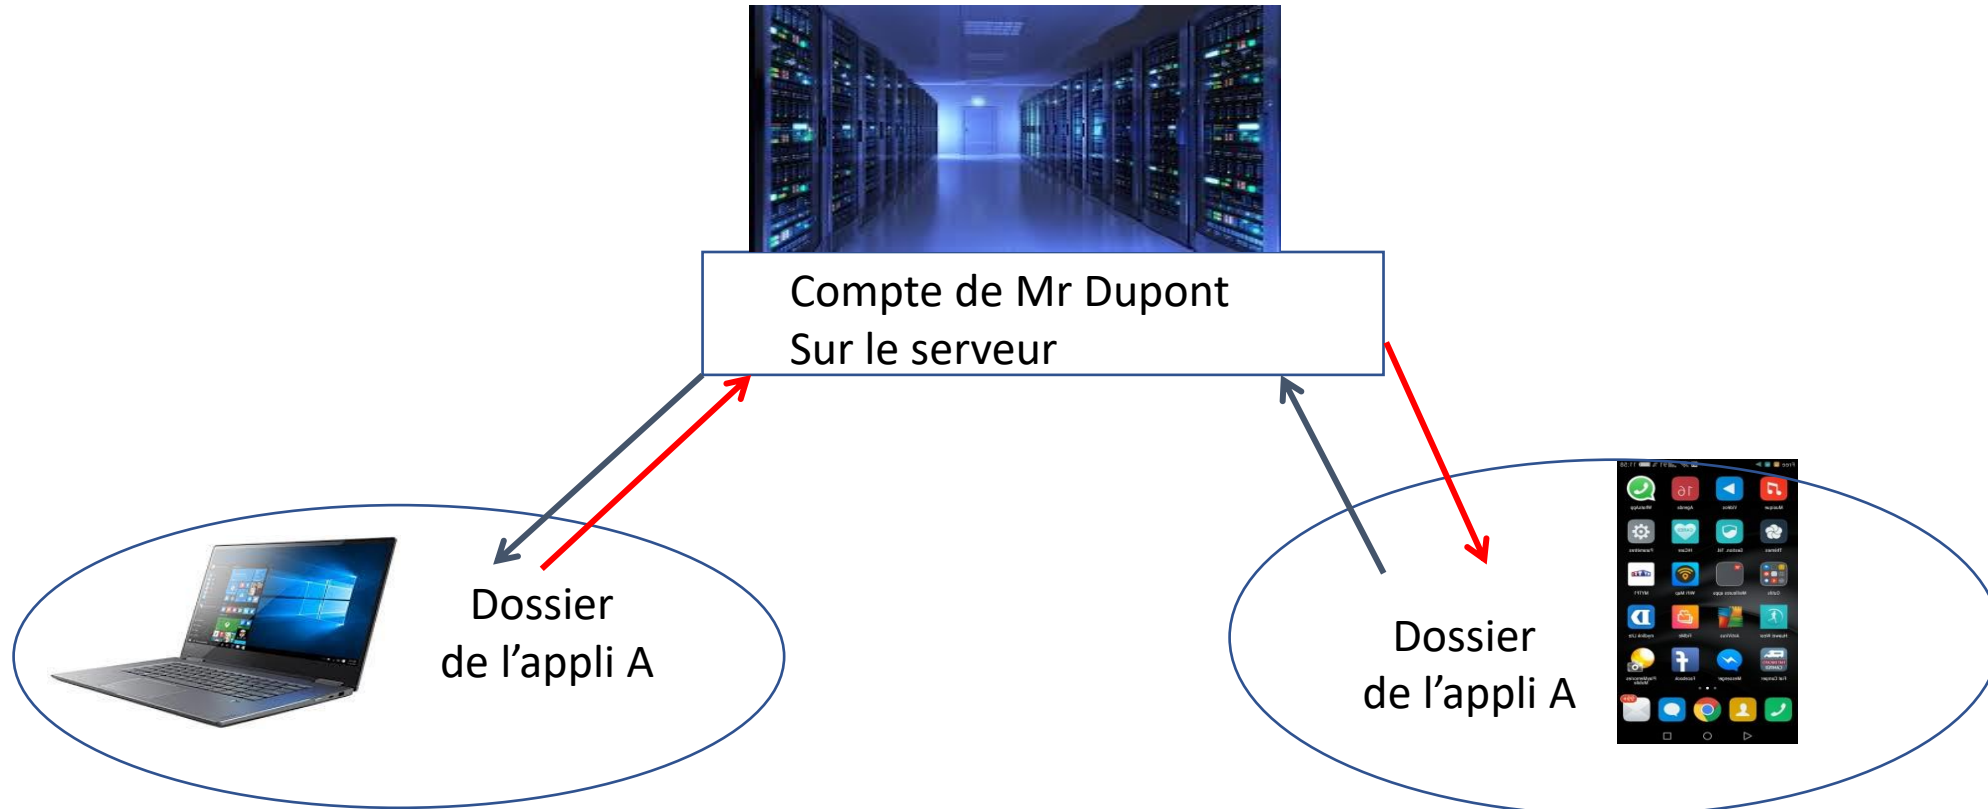 Compte de Mr Dupont
Sur le serveur
Dossier
de l’appli A
Dossier
de l’appli A